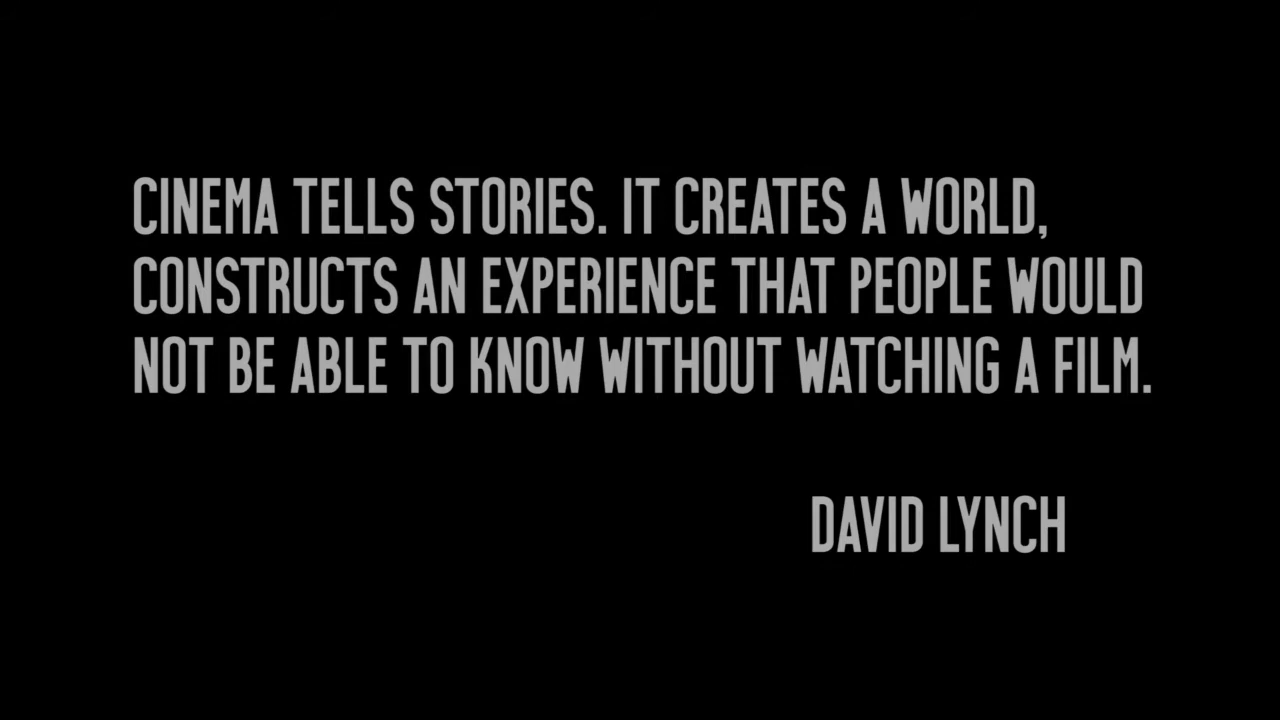 CINEMA TELLS STORIES. IT CREATES A WORLD,
CONSTRUCTS AN EXPERIENCE THAT PEOPLE WOULD
NOT BE ABLE TO KNOW WITHOUT WATCHING A FILM.
DAVID LYNCH